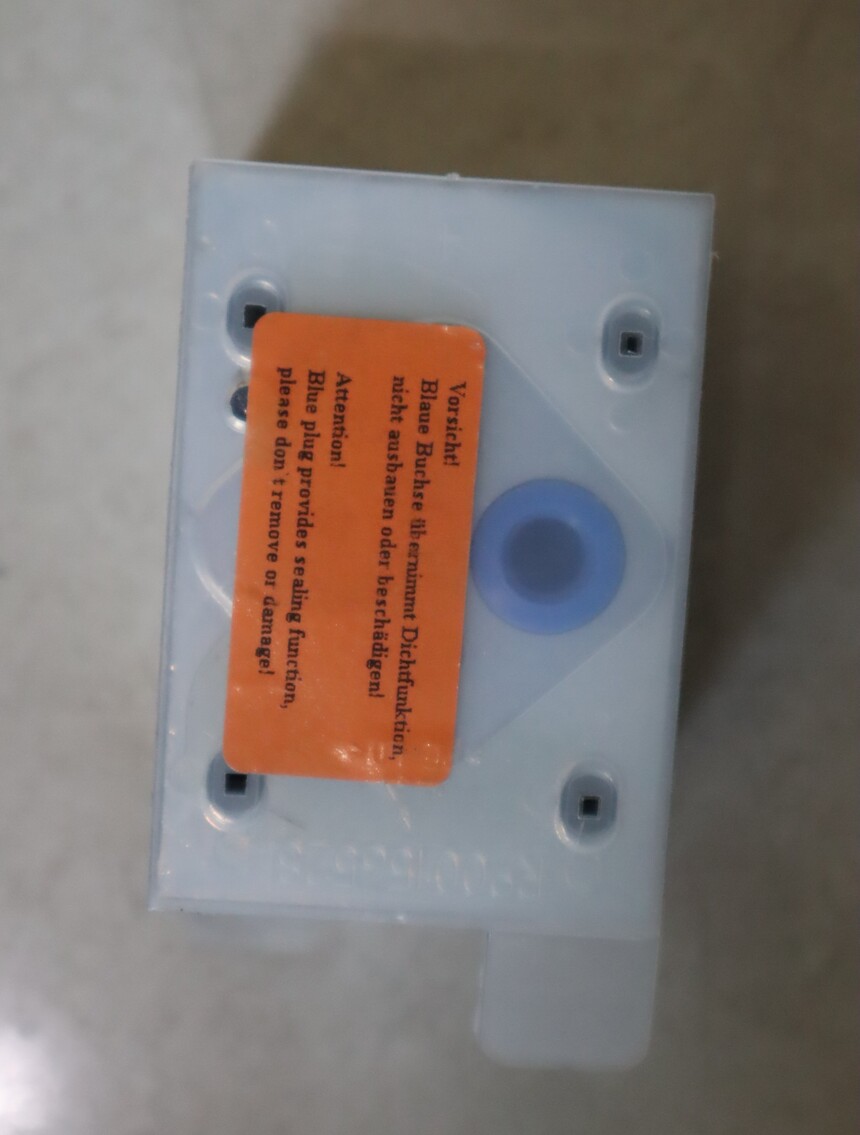 Vorsicht!
Blaue Buchse übernimmt Dichtfunktion,
nicht ausbauen oder beschädigen!
Attention!
Blue plug provides sealing function,
please don't remove or damage!